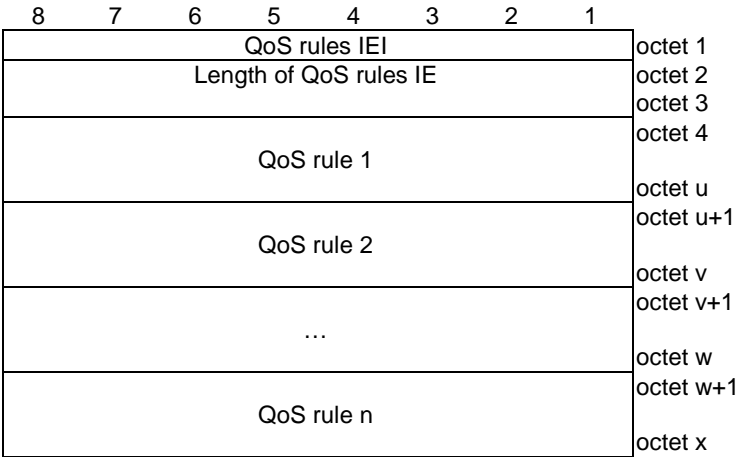 8 7 6 5 4 3 2 1
QoS rules IEI octet 1
Length of QoS rules IE octet 2
octet 3
octet 4
QoS rule 1
octet u
octet u+1
QoS rule 2
octet v
octet v+1
…
octet w
octet w+1
QoS rule n
octet x